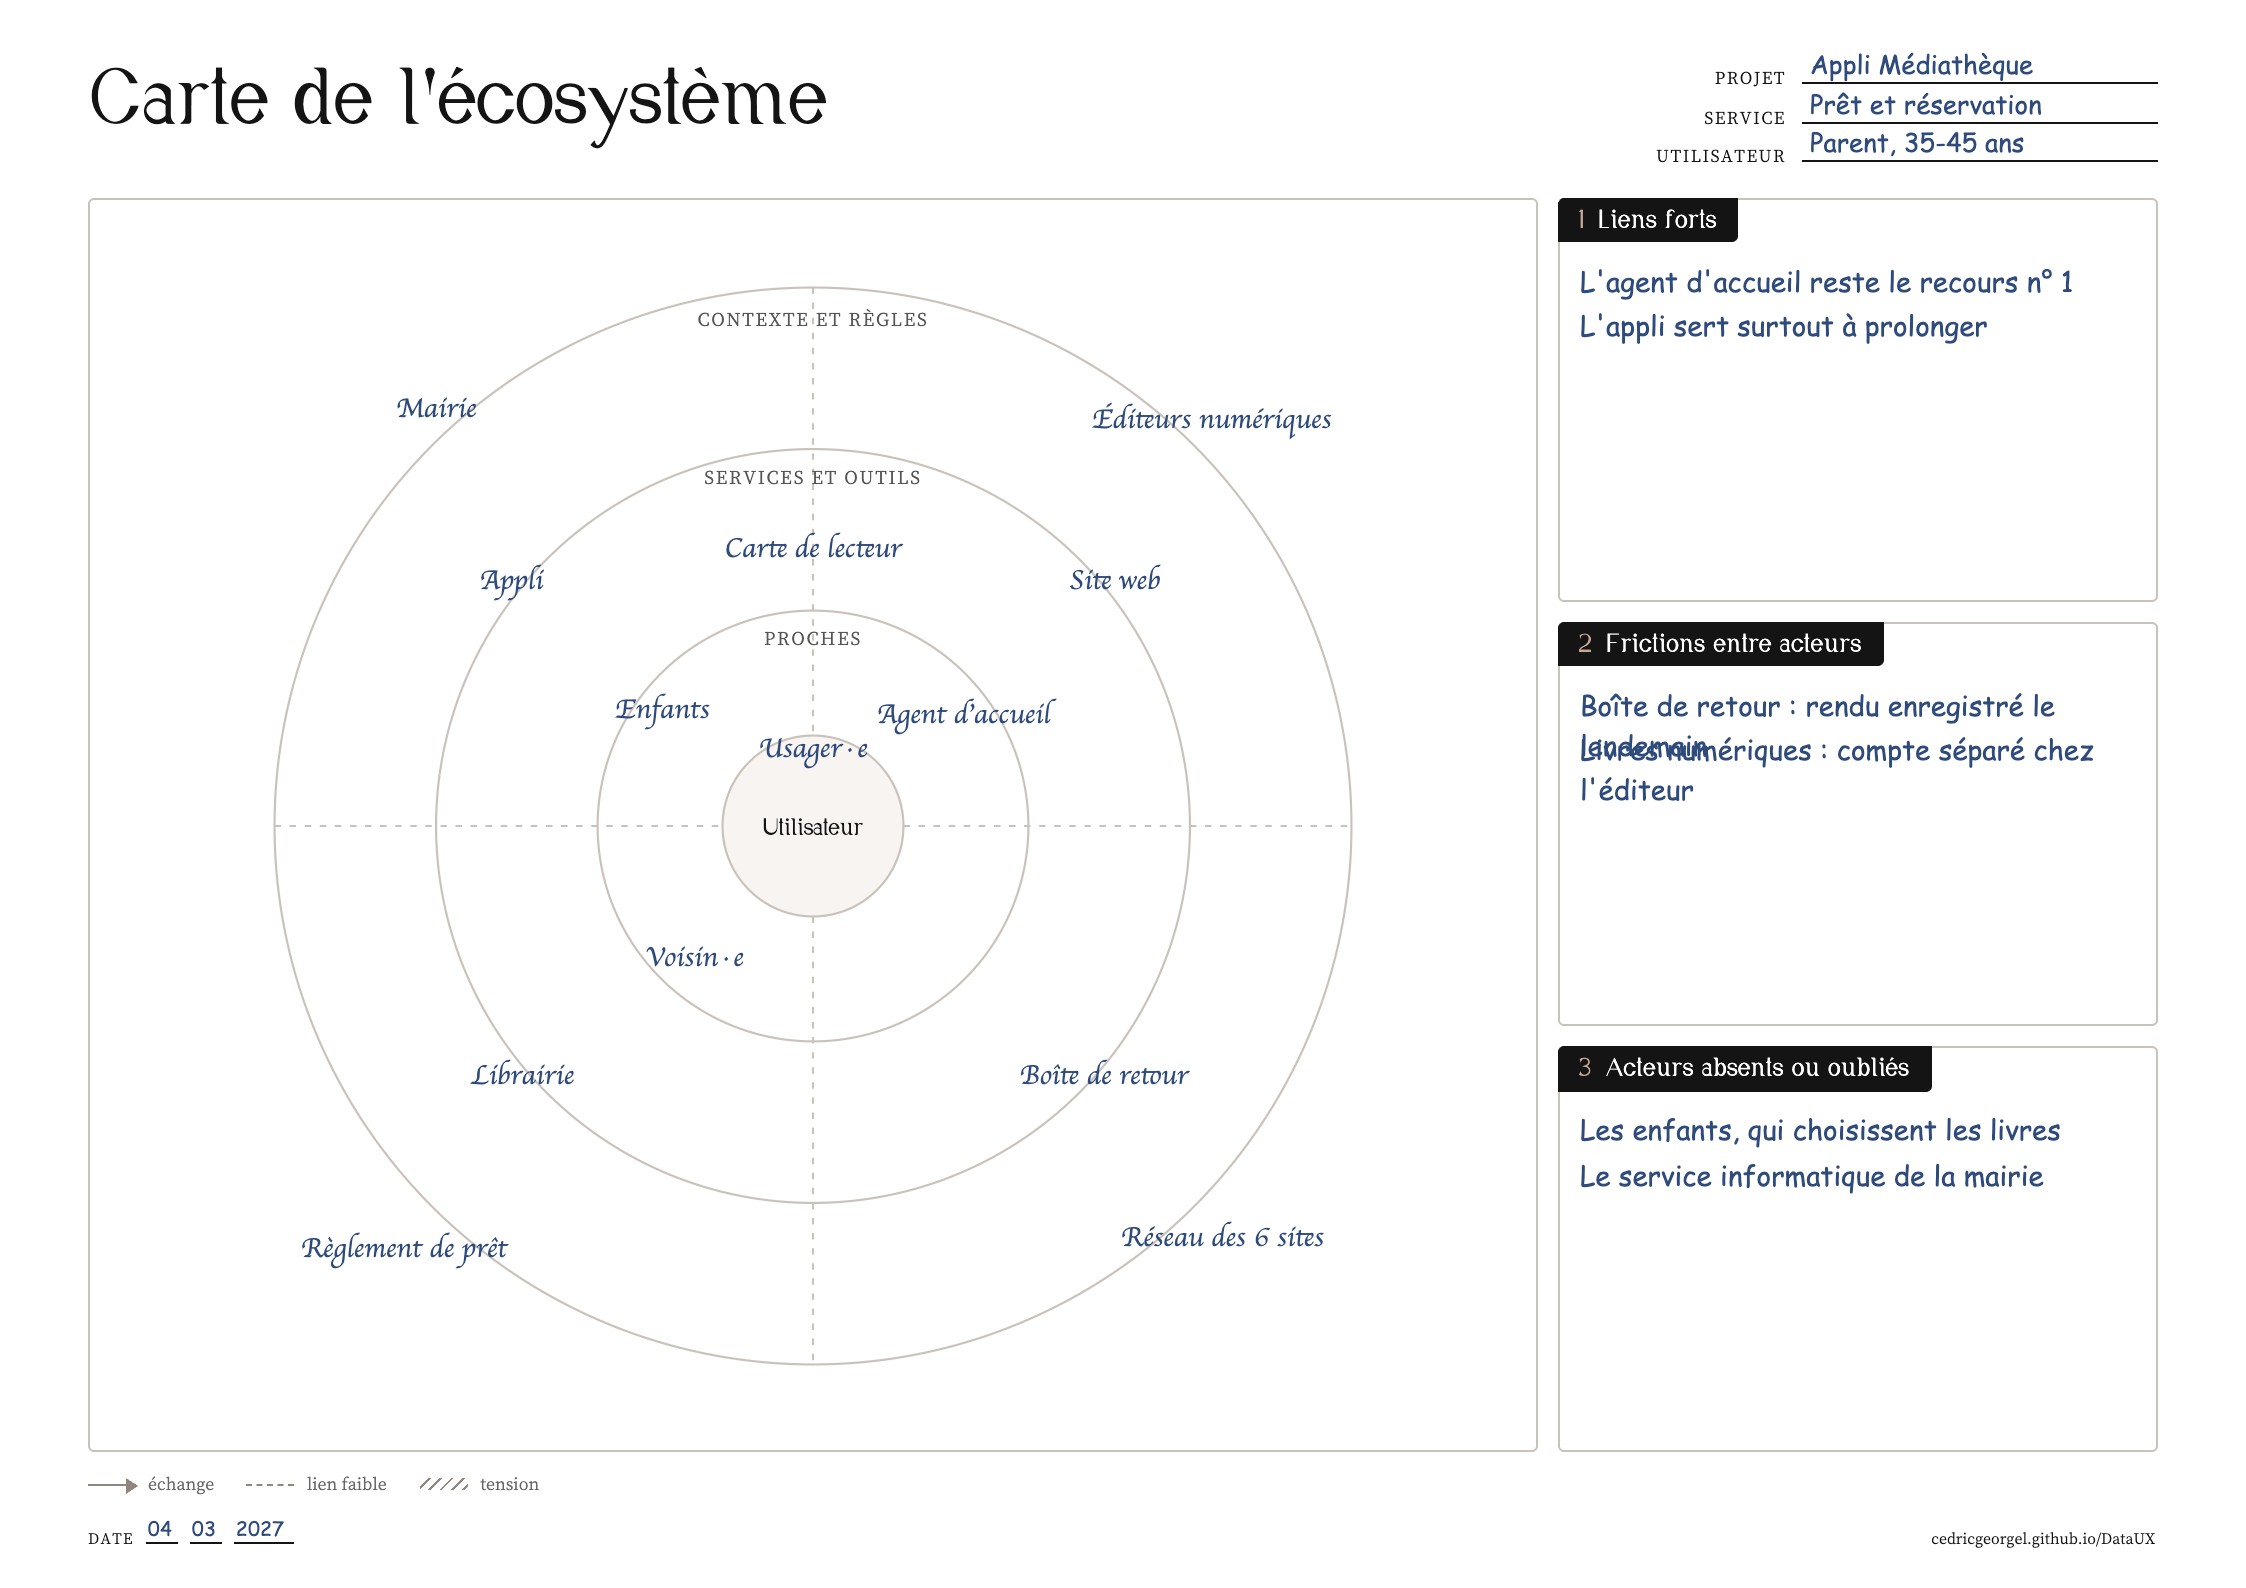 Carte de l'écosystème
PROJET Appli Médiathèque
SERVICE Prêt et réservation
UTILISATEUR Parent, 35-45 ans
CONTEXTE ET RÈGLES
Mairie
Éditeurs numériques
SERVICES ET OUTILS
Carte de lecteur
Appli
Site web
PROCHES
Enfants
Agent d'accueil
Usager·e
Utilisateur
Voisin·e
Librairie
Boîte de retour
Règlement de prêt
Réseau des 6 sites
1 Liens forts
L'agent d'accueil reste le recours n° 1
L'appli sert surtout à prolonger
2 Frictions entre acteurs
Boîte de retour : rendu enregistré le
lendemain
Livres numériques : compte séparé chez
l'éditeur
3 Acteurs absents ou oubliés
Les enfants, qui choisissent les livres
Le service informatique de la mairie
échange lien faible tension
DATE 04 03 2027
cedricgeorgel.github.io/DataUX